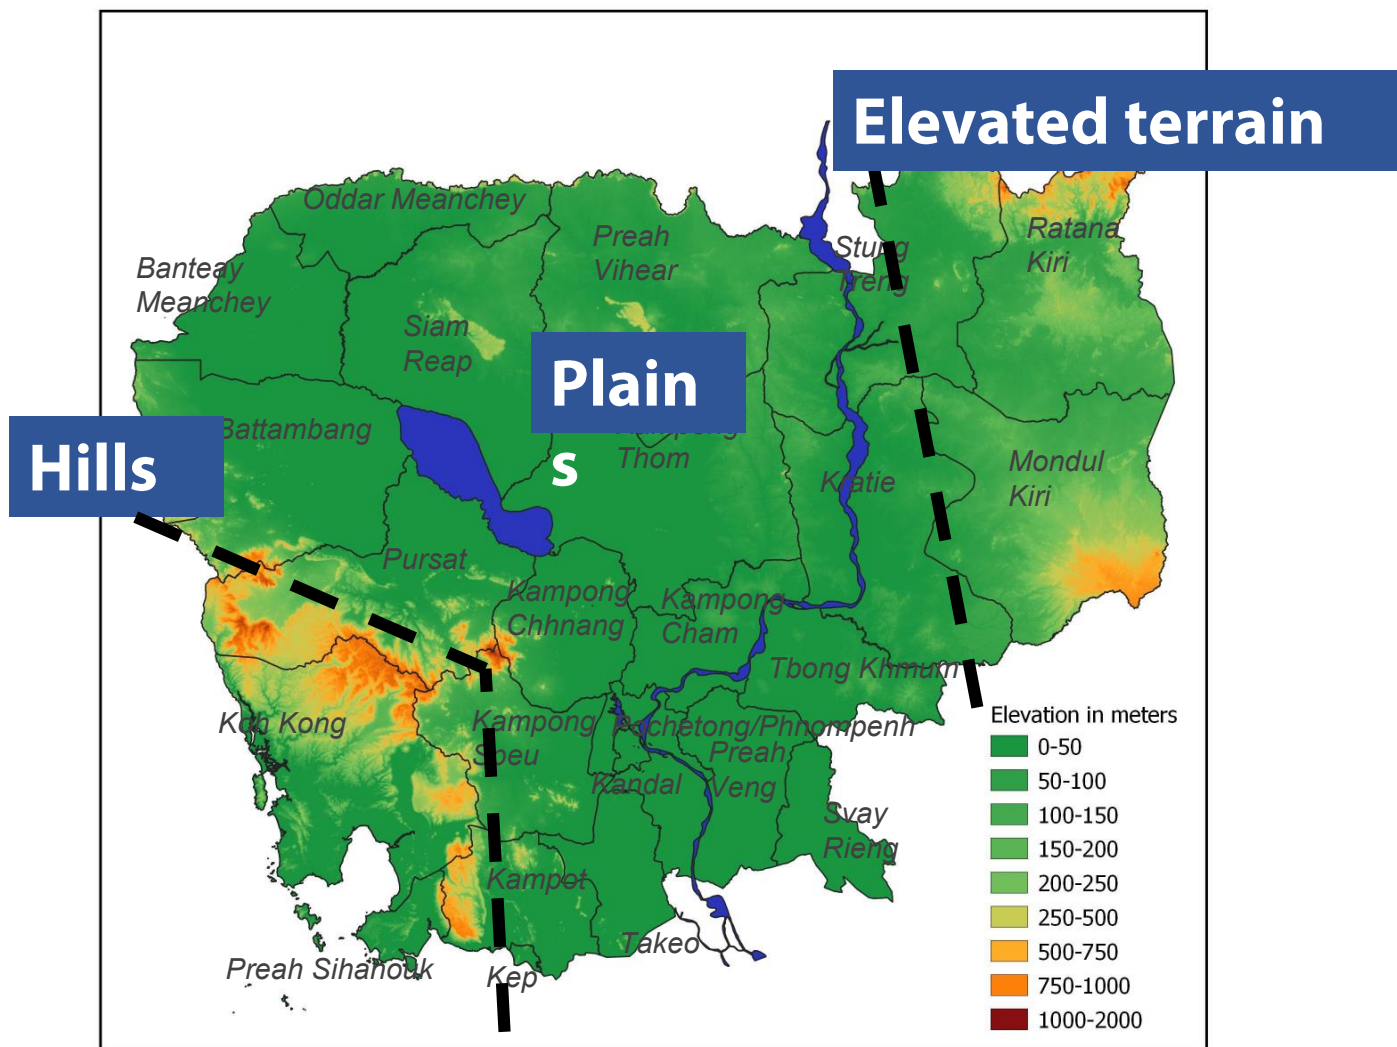 Elevated terrain
Oddar Meanchey
Preah
Vihear
Stung
Treng
Ratana
Kiri
Banteay
Meanchey
Siam
Reap
Plain
s
Thom
Battambang
Hills
Kratie
Mondul
Kiri
Pursat
Kampong
Chhnang
Kampong
Cham
Tbong Khmum
Koh Kong
Kampong
Speu
Pochetong/Phnompenh
Preah
Veng
Kandal
Svay
Rieng
Kampot
Takeo
Preah Sihanouk
Kep
Elevation in meters
0-50
50-100
100-150
150-200
200-250
250-500
500-750
750-1000
1000-2000